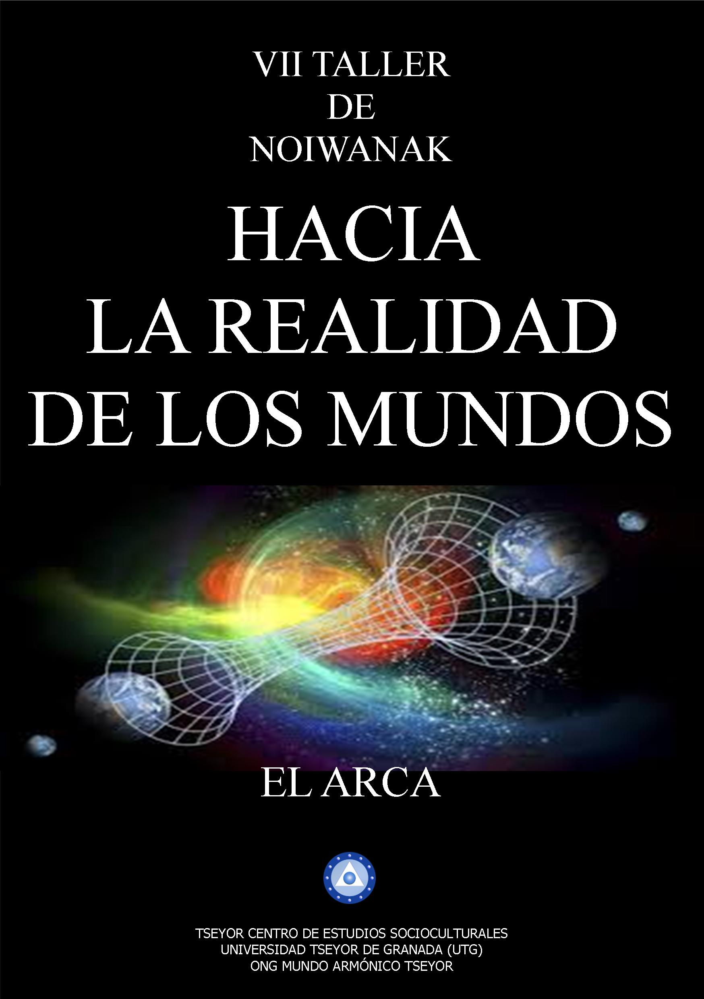 VII TALLER
DE
NOIWANAK
HACIA
LA REALIDAD
DE LOS MUNDOS
EL ARCA
TSEYOR CENTRO DE ESTUDIOS SOCIOCULTURALES
UNIVERSIDAD TSEYOR DE GRANADA (UTG)
ONG MUNDO ARMÓNICO TSEYOR